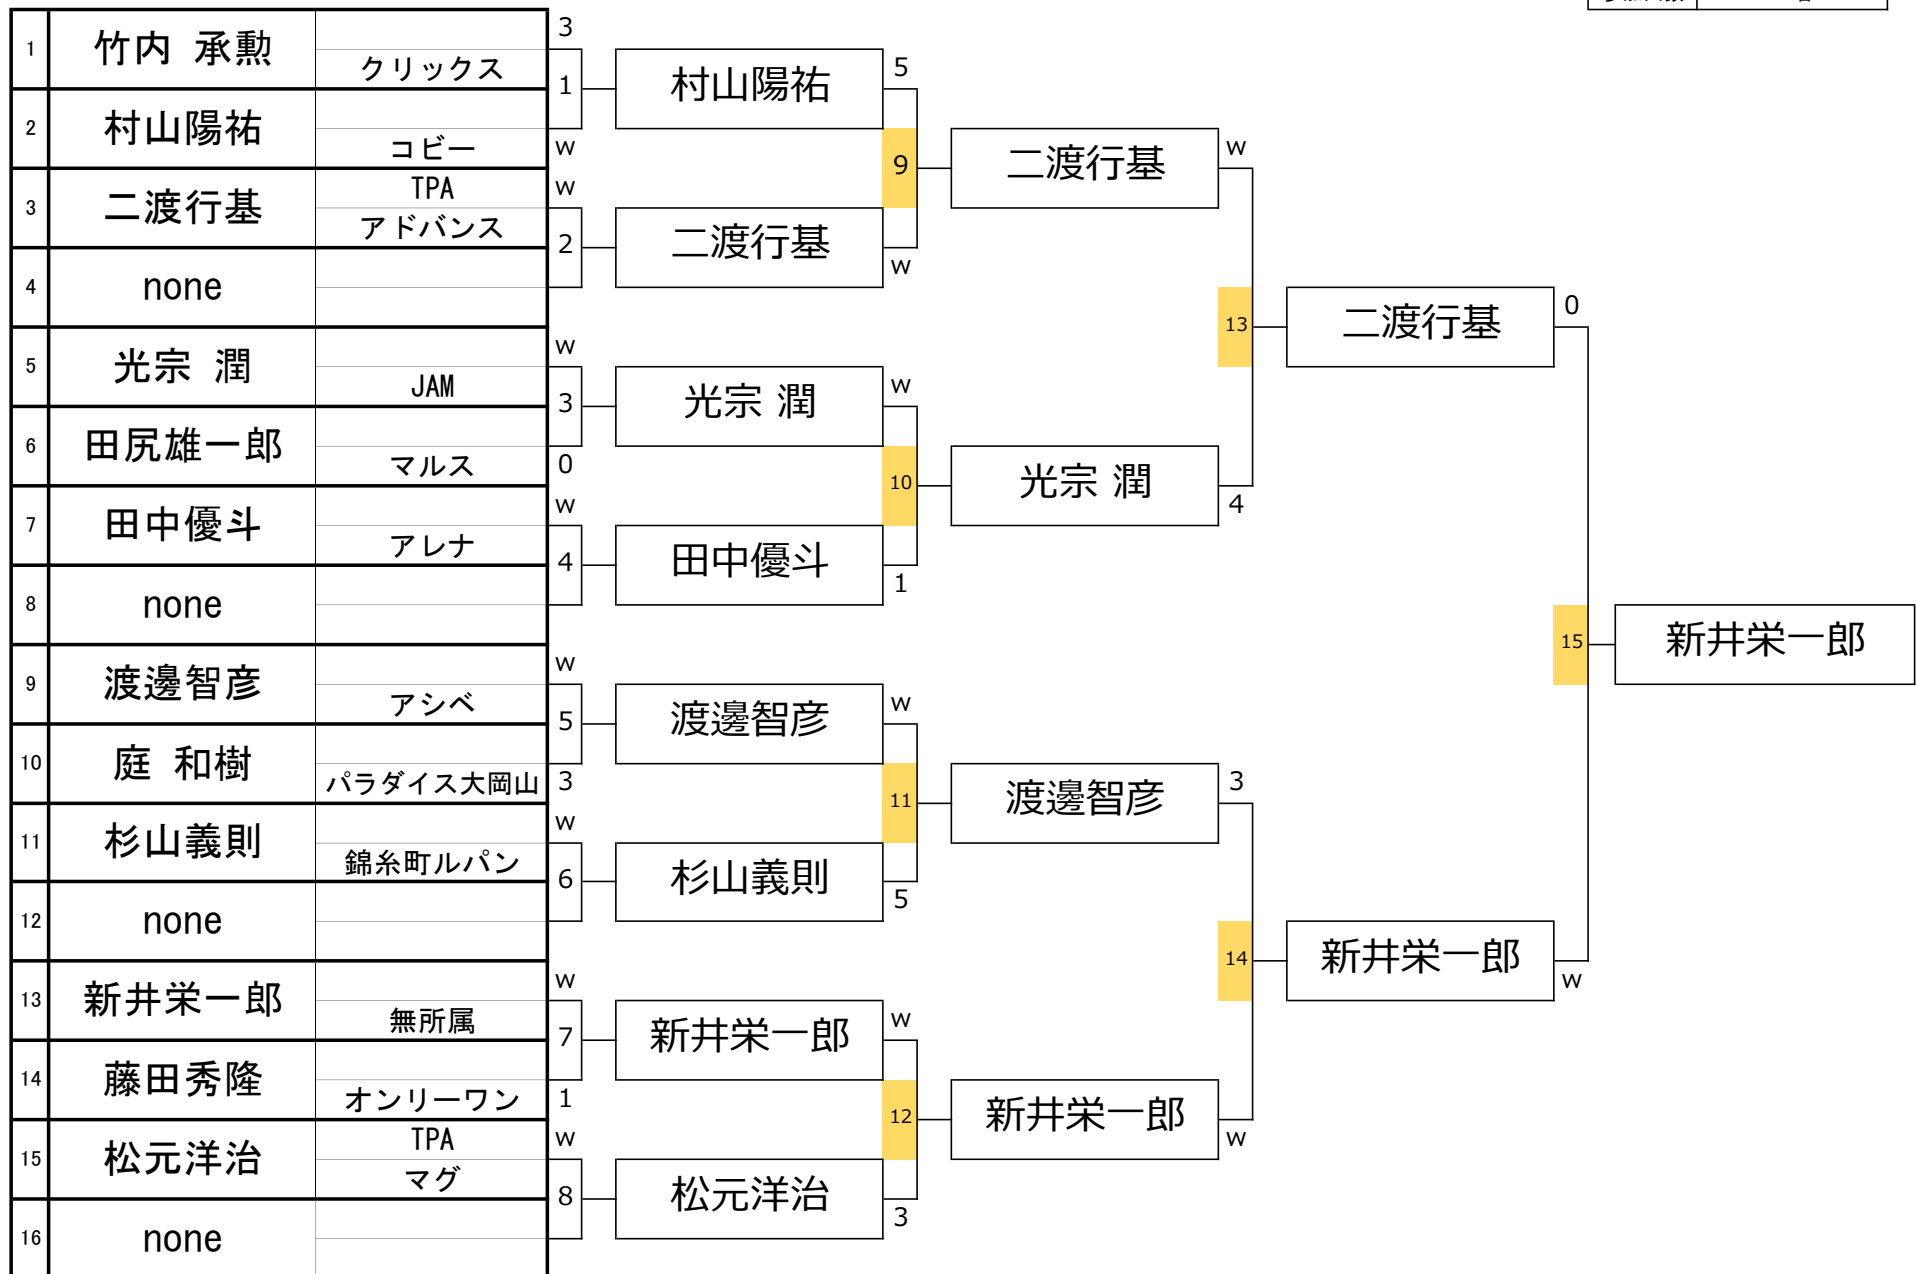 1 竹内 承勲 クリックス 3
1
2 村山陽祐 コビー w
3 二渡行基 TPA アドバンス w
2
4 none
5 光宗 潤 JAM w
3
6 田尻雄一郎 マルス 0
7 田中優斗 アレナ w
4
8 none
9 渡邊智彦 アシベ w
5
10 庭 和樹 パラダイス大岡山 3
11 杉山義則 錦糸町ルパン w
6
12 none
13 新井栄一郎 無所属 w
7
14 藤田秀隆 オンリーワン 1
15 松元洋治 TPA マグ w
8
16 none
村山陽祐 5
9
二渡行基 w
光宗 潤 w
10
田中優斗 1
渡邊智彦 w
11
杉山義則 5
新井栄一郎 w
12
松元洋治 3
二渡行基 w
13
光宗 潤 4
渡邊智彦 3
14
新井栄一郎 w
二渡行基 0
15
新井栄一郎 w
新井栄一郎